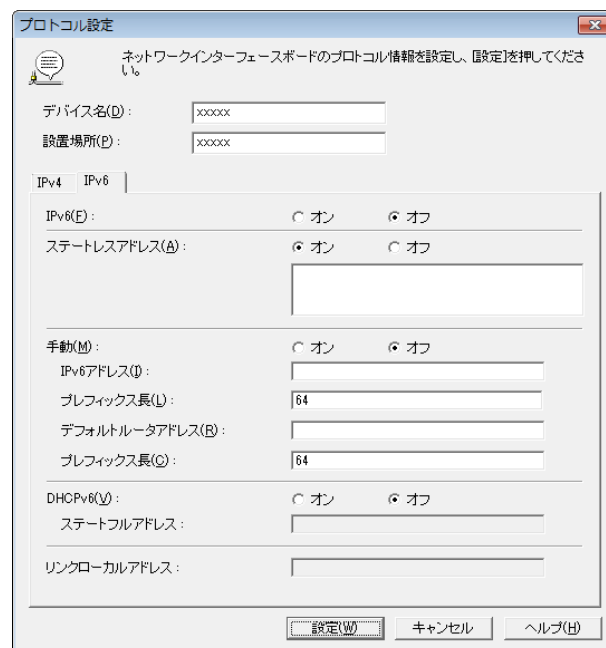 プロトコル設定
ネットワークインターフェースボードのプロトコル情報を設定し、[設定]を押してくださ
い。
デバイス名(D)： xxxxx
設置場所(P)： xxxxx
IPv4 IPv6
IPv6(F)： オン オフ
ステートレスアドレス(A)： オン オフ
手動(M)： オン オフ
IPv6アドレス(I)：
プレフィックス長(L)： 64
デフォルトルータアドレス(R)：
プレフィックス長(C)： 64
DHCPv6(V)： オン オフ
ステートフルアドレス：
リンクローカルアドレス：
設定(W) キャンセル ヘルプ(H)